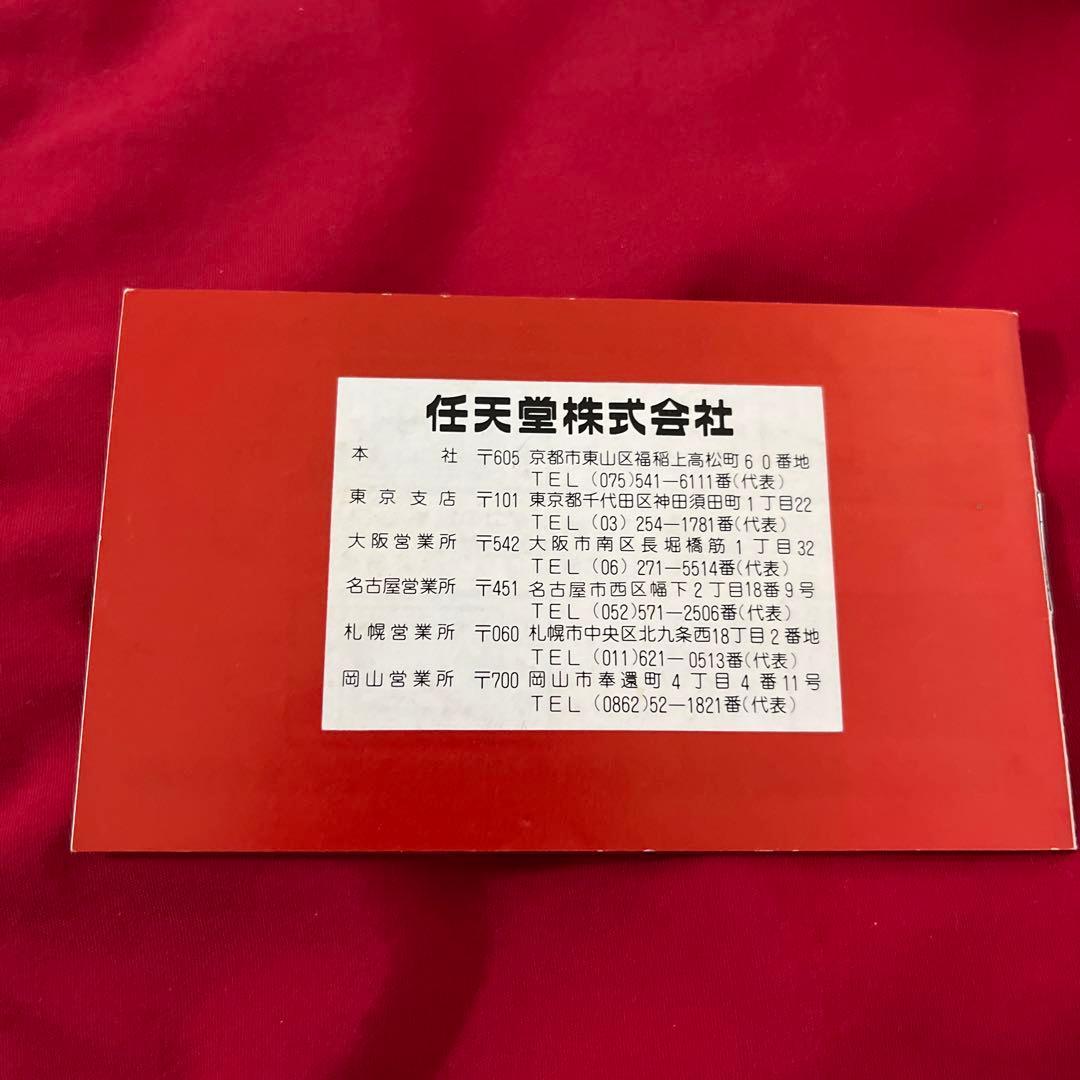 任天堂株式会社
本社 〒605 京都市東山区福稲上高松町60番地
TEL (075)541-6111番(代表)
東京支店 〒101 東京都千代田区神田須田町1丁目22
TEL (03) 254-1781番(代表)
大阪営業所 〒542 大阪市南区長堀橋筋1丁目32
TEL (06) 271-5514番(代表)
名古屋営業所 〒451 名古屋市西区幅下2丁目18番9号
TEL (052)571-2506番(代表)
札幌営業所 〒060 札幌市中央区北九条西18丁目2番地
TEL (011)621-0513番(代表)
岡山営業所 〒700 岡山市奉還町4丁目4番11号
TEL (0862)52-1821番(代表)